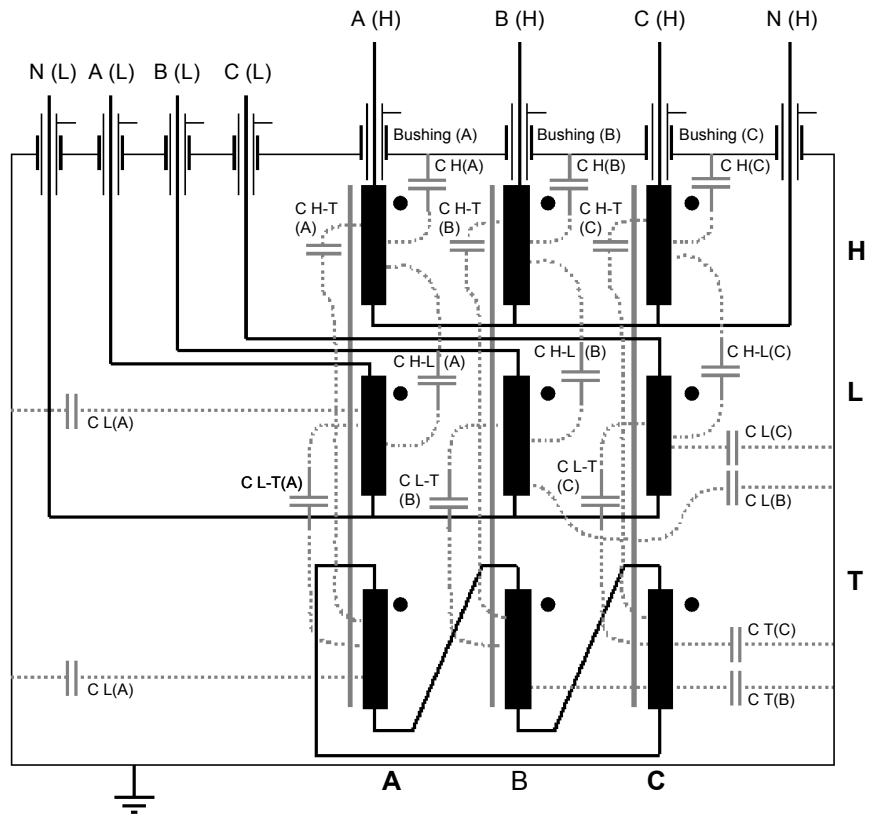 A (H) B (H) C (H) N (H)
N (L) A (L) B (L) C (L)
Bushing (A) Bushing (B) Bushing (C)
C H(A) C H(B) C H(C)
C H-T
(A)
C H-T
(B)
C H-T
(C)
H
C H-L (A) C H-L (B) C H-L(C)
L
C L(A)
C L(C)
C L-T(A)
C L-T
(B)
C L-T
(C)
C L(B)
T
C T(C)
C L(A)
C T(B)
A B C